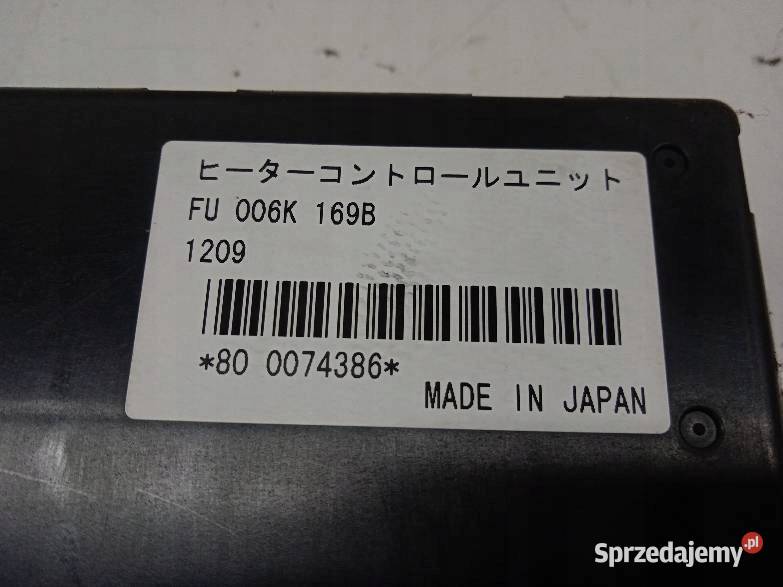 ヒーターコントロールユニット
FU 006K 169B
1209
*80 0074386*
MADE IN JAPAN
Sprzedajemy.pl